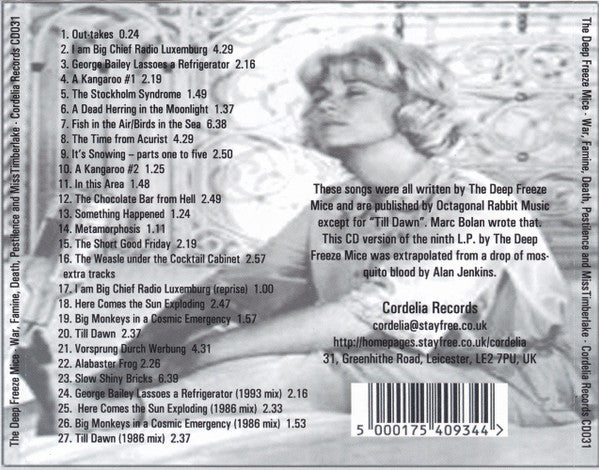 The Deep Freeze Mice - War, Famine, Death, Pestilence and Miss Timberlake - Cordelia Records CD031
1. Out-takes 0.24
2. I am Big Chief Radio Luxemburg 4.29
3. George Bailey Lassoes a Refrigerator 2.16
4. A Kangaroo #1 2.19
5. The Stockholm Syndrome 1.49
6. A Dead Herring in the Moonlight 1.37
7. Fish in the Air/Birds in the Sea 6.38
8. The Time from Acurist 4.29
9. It's Snowing – parts one to five 2.50
10. A Kangaroo #2 1.25
11. In this Area 1.48
12. The Chocolate Bar from Hell 2.49
13. Something Happened 1.24
14. Metamorphosis 1.11
15. The Short Good Friday 2.19
16. The Weasle under the Cocktail Cabinet 2.57
extra tracks
17. I am Big Chief Radio Luxemburg (reprise) 1.00
18. Here Comes the Sun Exploding 2.47
19. Big Monkeys in a Cosmic Emergency 1.57
20. Till Dawn 2.37
21. Vorsprung Durch Werbung 4.31
22. Alabaster Frog 2.26
23. Slow Shiny Bricks 6.39
24. George Bailey Lassoes a Refrigerator (1993 mix) 2.16
25. Here Comes the Sun Exploding (1986 mix) 2.33
26. Big Monkeys in a Cosmic Emergency (1986 mix) 1.53
27. Till Dawn (1986 mix) 2.37
These songs were all written by The Deep Freeze
Mice and are published by Octagonal Rabbit Music
except for "Till Dawn". Marc Bolan wrote that.
This CD version of the ninth L.P. by The Deep
Freeze Mice was extrapolated from a drop of mos-
quito blood by Alan Jenkins.
Cordelia Records
cordelia@stayfree.co.uk
http://homepages.stayfree.co.uk/cordelia
31, Greenhithe Road, Leicester, LE2 7PU, UK
5 000175 409344 >
The Deep Freeze Mice - War, Famine, Death, Pestilence and Miss Timberlake - Cordelia Records CD031